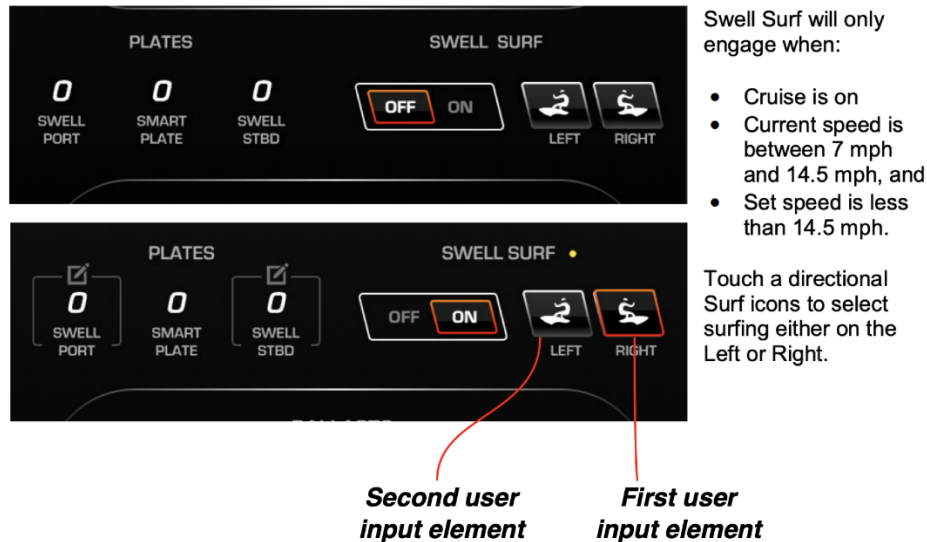 PLATES
SWELL SURF
0
0
0
SWELL
PORT
SMART
PLATE
SWELL
STBD
OFF ON
LEFT
RIGHT
PLATES
SWELL SURF
0
0
0
SWELL
PORT
SMART
PLATE
SWELL
STBD
OFF ON
LEFT
RIGHT
Swell Surf will only
engage when:
• Cruise is on
• Current speed is
between 7 mph
and 14.5 mph, and
• Set speed is less
than 14.5 mph.
Touch a directional
Surf icons to select
surfing either on the
Left or Right.
Second user
input element
First user
input element